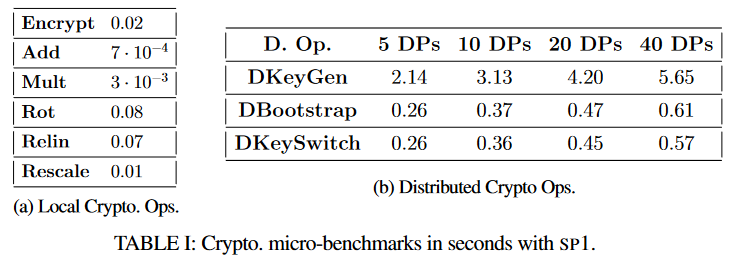 Encrypt 0.02
Add 7 · 10⁻⁴
Mult 3 · 10⁻³
Rot 0.08
Relin 0.07
Rescale 0.01
(a) Local Crypto. Ops.
D. Op. 5 DPs 10 DPs 20 DPs 40 DPs
DKeyGen 2.14 3.13 4.20 5.65
DBootstrap 0.26 0.37 0.47 0.61
DKeySwitch 0.26 0.36 0.45 0.57
(b) Distributed Crypto Ops.
TABLE I: Crypto. micro-benchmarks in seconds with SP1.